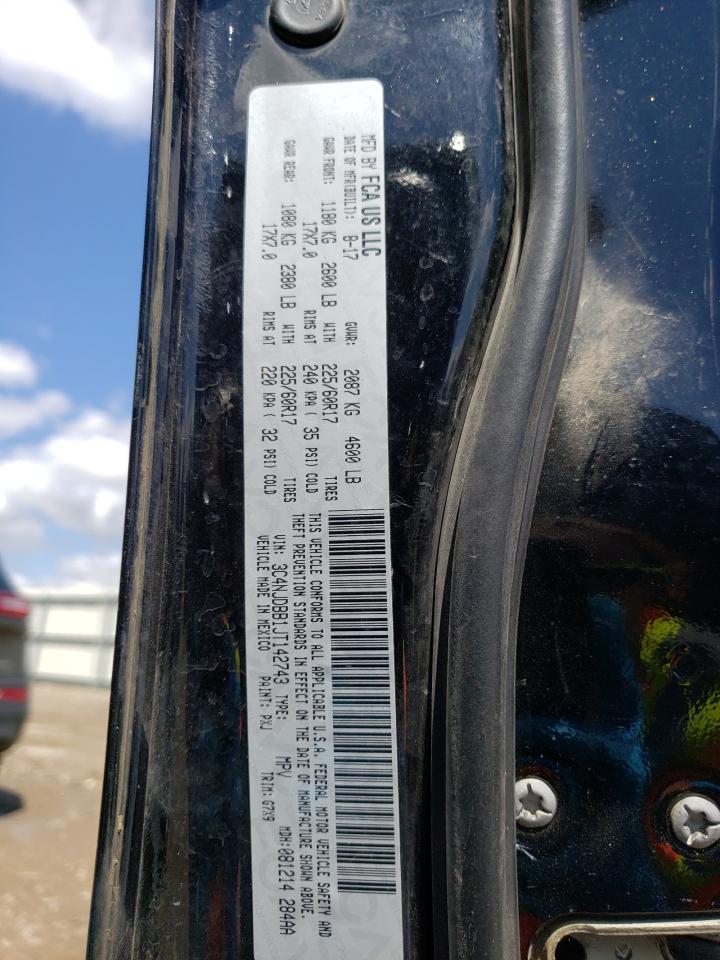 MFD BY FCA US LLC
DATE OF MFR(BUILT): 8-17 GVWR: 2087 KG 4600 LB
GAWR FRONT: 1180 KG 2600 LB WITH 225/60R17 TIRES
17X7.0 RIMS AT 240 KPA( 35 PSI) COLD
GAWR REAR: 1080 KG 2380 LB WITH 225/60R17 TIRES
17X7.0 RIMS AT 220 KPA( 32 PSI) COLD
THIS VEHICLE CONFORMS TO ALL APPLICABLE U.S.A. FEDERAL MOTOR VEHICLE SAFETY AND
THEFT PREVENTION STANDARDS IN EFFECT ON THE DATE OF MANUFACTURE SHOWN ABOVE.
VIN: 3C4NJDBB1JT142743 TYPE: MPV MDH:081214 284AA
VEHICLE MADE IN MEXICO PAINT: PXJ TRIM: G7X9